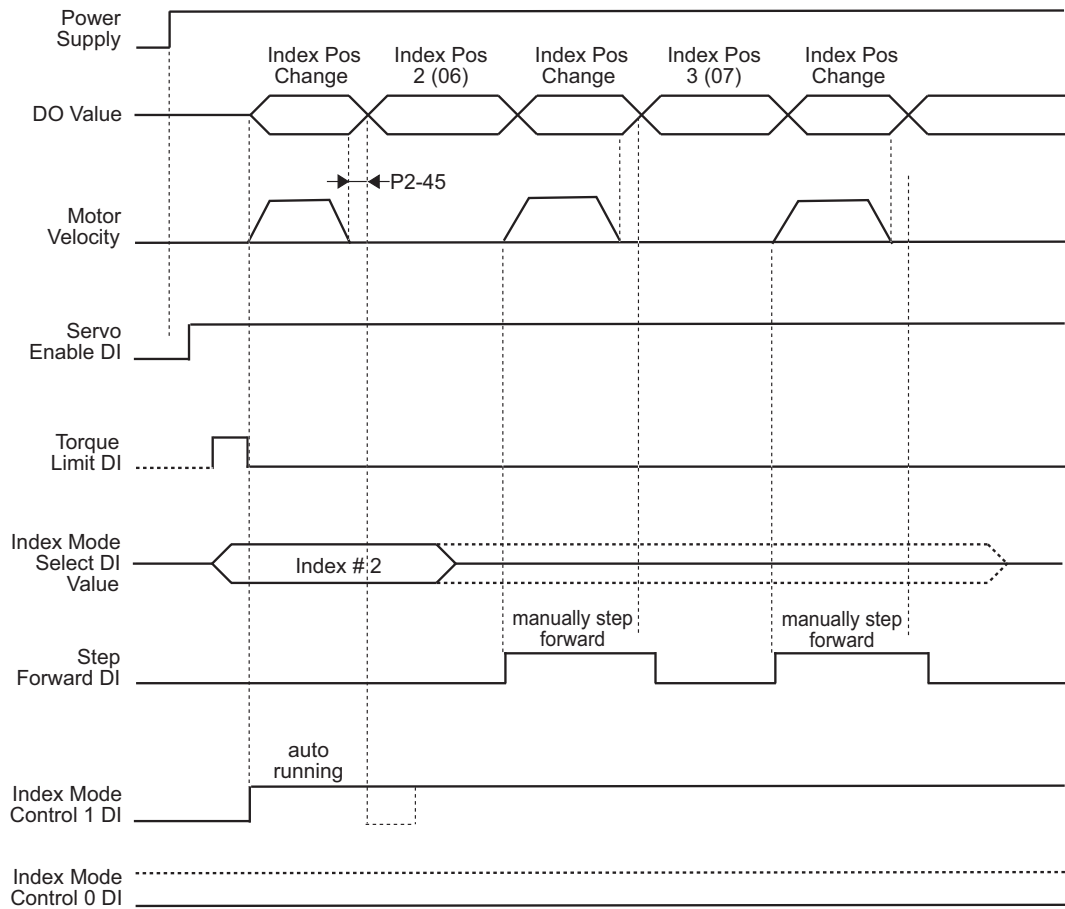 Power
Supply
Index Pos
Change
Index Pos
2 (06)
Index Pos
Change
Index Pos
3 (07)
Index Pos
Change
DO Value
P2-45
Motor
Velocity
Servo
Enable DI
Torque
Limit DI
Index Mode
Select DI
Value
Index # 2
manually step
forward
manually step
forward
Step
Forward DI
auto
running
Index Mode
Control 1 DI
Index Mode
Control 0 DI